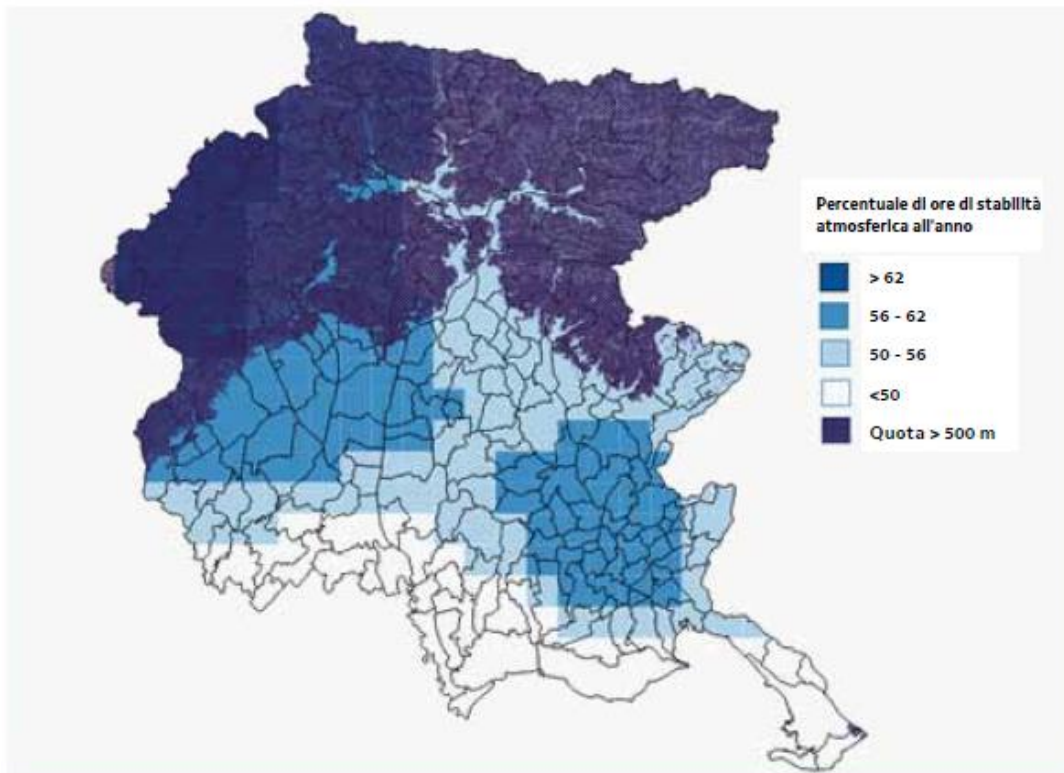 Percentuale di ore di stabilità
atmosferica all'anno
> 62
56 - 62
50 - 56
<50
Quota > 500 m